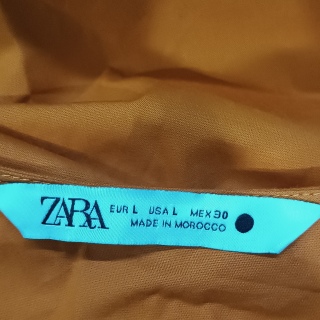 ZARA
EUR L USA L MEX 30
MADE IN MOROCCO